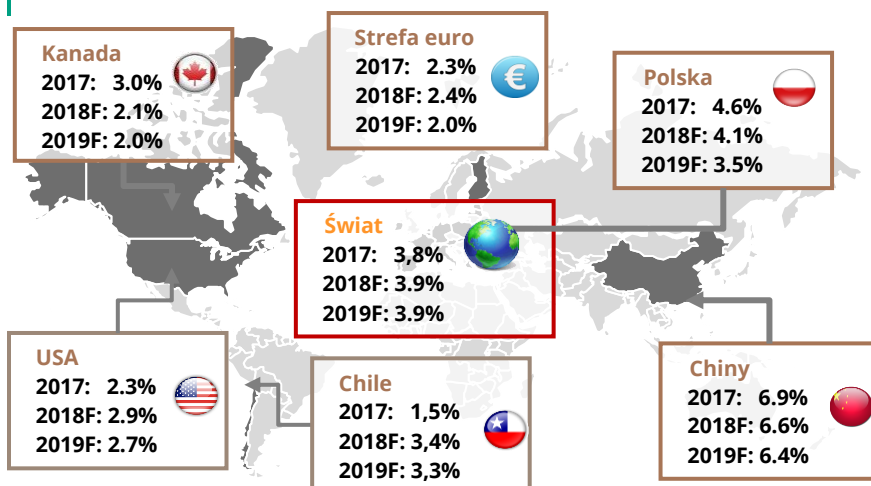 Kanada
2017: 3.0%
2018F: 2.1%
2019F: 2.0%
Strefa euro
2017: 2.3%
2018F: 2.4%
2019F: 2.0%
€
Polska
2017: 4.6%
2018F: 4.1%
2019F: 3.5%
Świat
2017: 3,8%
2018F: 3.9%
2019F: 3.9%
USA
2017: 2.3%
2018F: 2.9%
2019F: 2.7%
Chile
2017: 1,5%
2018F: 3,4%
2019F: 3,3%
Chiny
2017: 6.9%
2018F: 6.6%
2019F: 6.4%